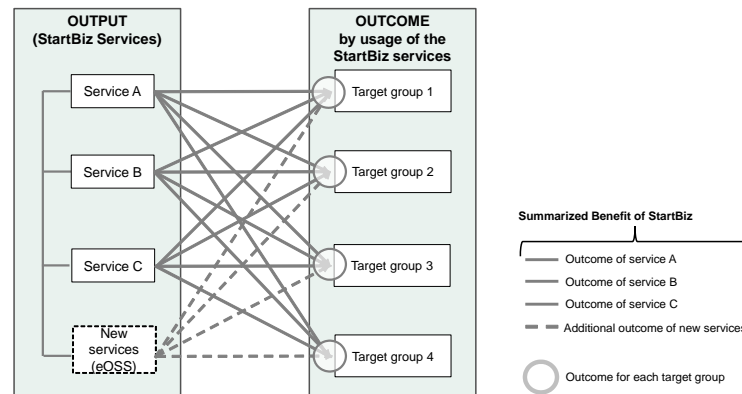 OUTPUT
(StartBiz Services)
OUTCOME
by usage of the
StartBiz services
Service A
Target group 1
Service B
Target group 2
Service C
Target group 3
New
services
(eOSS)
Target group 4
Summarized Benefit of StartBiz
Outcome of service A
Outcome of service B
Outcome of service C
Additional outcome of new services
Outcome for each target group